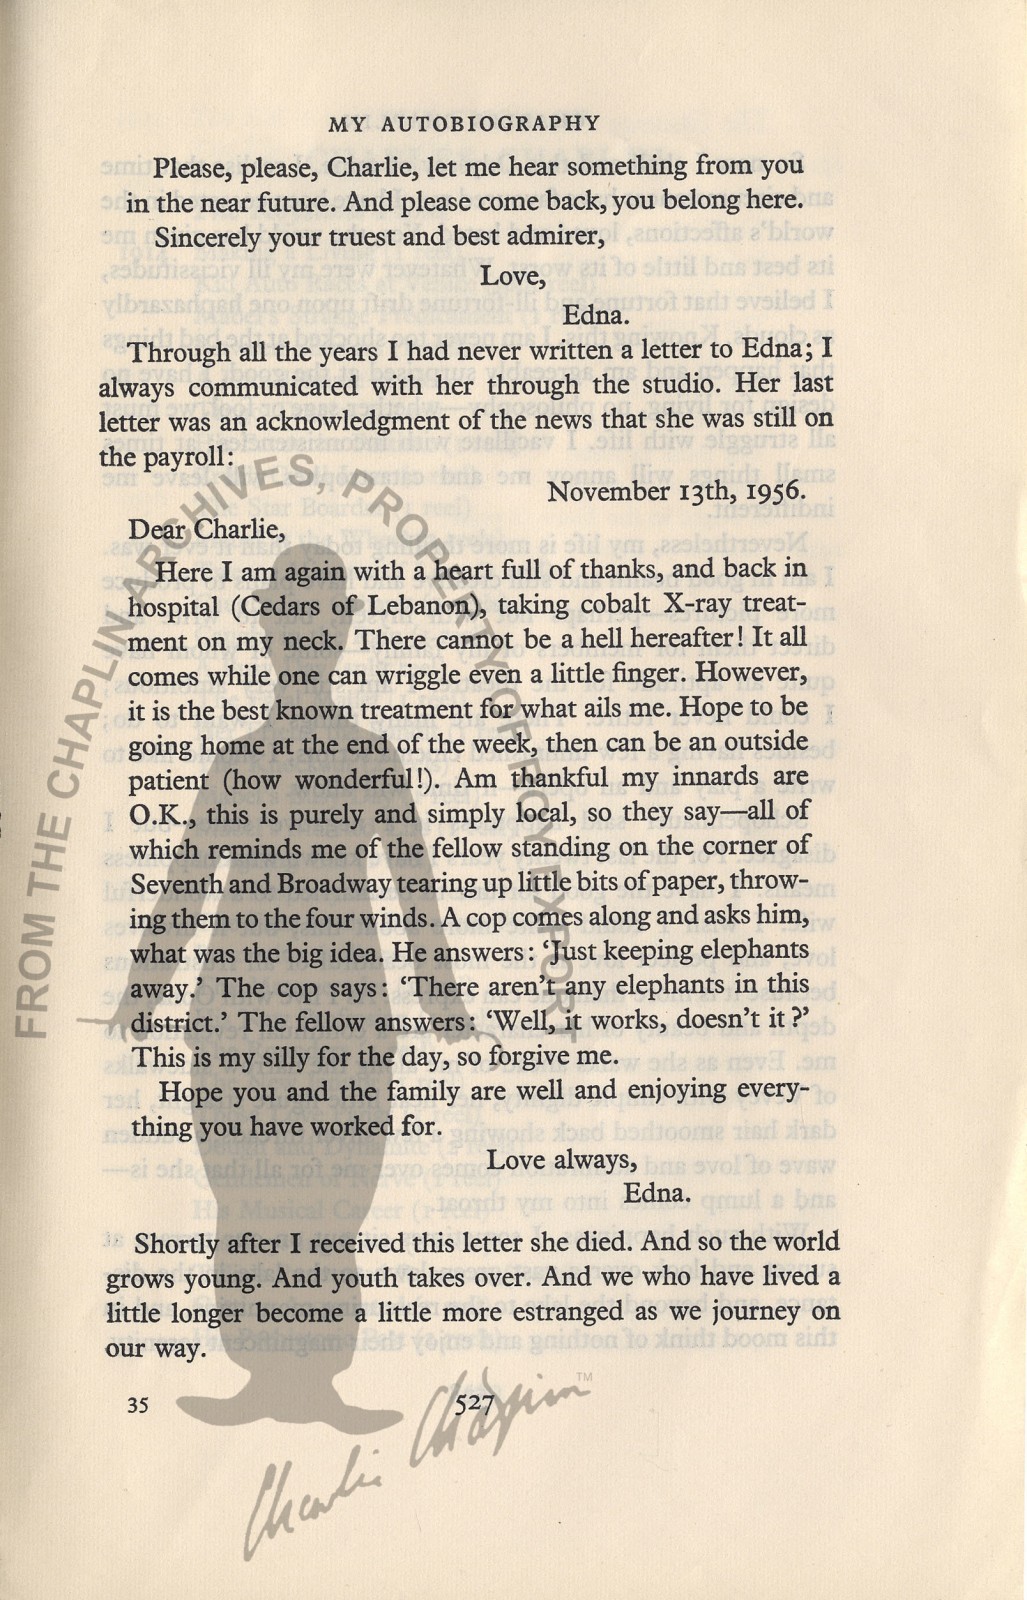 MY AUTOBIOGRAPHY
Please, please, Charlie, let me hear something from you
in the near future. And please come back, you belong here.
Sincerely your truest and best admirer,
Love,
Edna.
Through all the years I had never written a letter to Edna; I
always communicated with her through the studio. Her last
letter was an acknowledgment of the news that she was still on
the payroll:
November 13th, 1956.
Dear Charlie,
Here I am again with a heart full of thanks, and back in
hospital (Cedars of Lebanon), taking cobalt X-ray treat-
ment on my neck. There cannot be a hell hereafter! It all
comes while one can wriggle even a little finger. However,
it is the best known treatment for what ails me. Hope to be
going home at the end of the week, then can be an outside
patient (how wonderful!). Am thankful my innards are
O.K., this is purely and simply local, so they say—all of
which reminds me of the fellow standing on the corner of
Seventh and Broadway tearing up little bits of paper, throw-
ing them to the four winds. A cop comes along and asks him,
what was the big idea. He answers: ‘Just keeping elephants
away.’ The cop says: ‘There aren’t any elephants in this
district.’ The fellow answers: ‘Well, it works, doesn’t it?’
This is my silly for the day, so forgive me.
Hope you and the family are well and enjoying every-
thing you have worked for.
Love always,
Edna.
Shortly after I received this letter she died. And so the world
grows young. And youth takes over. And we who have lived a
little longer become a little more estranged as we journey on
our way.
35 527
FROM THE CHAPLIN ARCHIVES, PROPERTY OF ROY EXPORT
Charlie Chaplin™